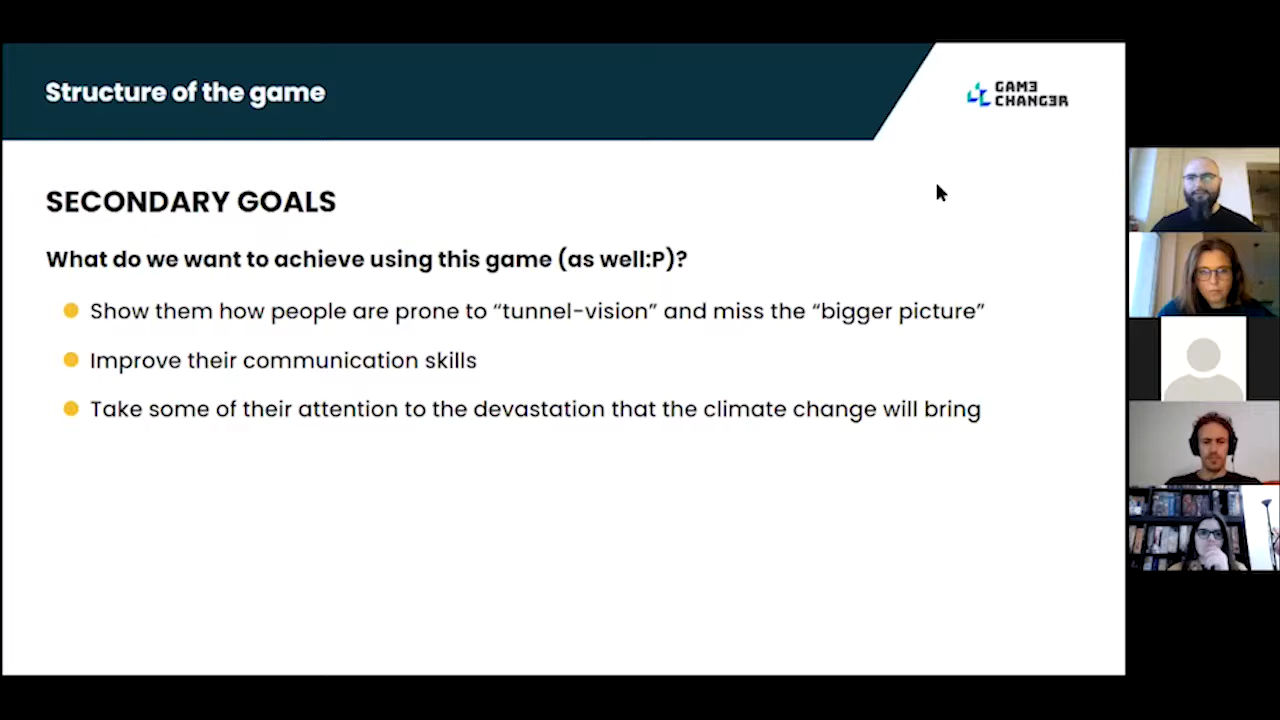 Structure of the game
GAMƎ
CHANGƎR
SECONDARY GOALS
What do we want to achieve using this game (as well:P)?
Show them how people are prone to “tunnel-vision” and miss the “bigger picture”
Improve their communication skills
Take some of their attention to the devastation that the climate change will bring